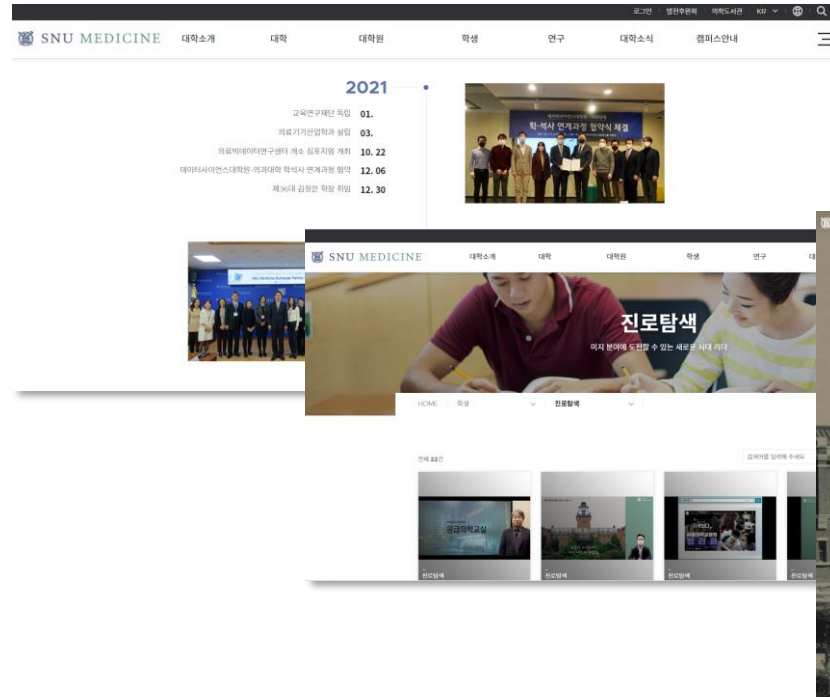 로그인 발전후원회 의학도서관 KR
SNU MEDICINE 대학소개 대학 대학원 학생 연구 대학소식 캠퍼스안내
2021
교육연구재단 독립 01.
의료기기산업학과 설립 03.
의료빅데이터연구센터 개소 심포지엄 개최 10. 22
데이터사이언스대학원-의과대학 학석사 연계과정 협약 12. 06
제36대 김정은 학장 취임 12. 30
학·석사 연계과정 협약식 체결
SNU MEDICINE 대학소개 대학 대학원 학생 연구
진로탐색
미지 분야에 도전할 수 있는 새로운 시대 리더
HOME 학생 진로탐색
전체 22건 검색어를 입력해 주세요
응급의학교실
진로탐색 진로탐색 진로탐색 진로탐색